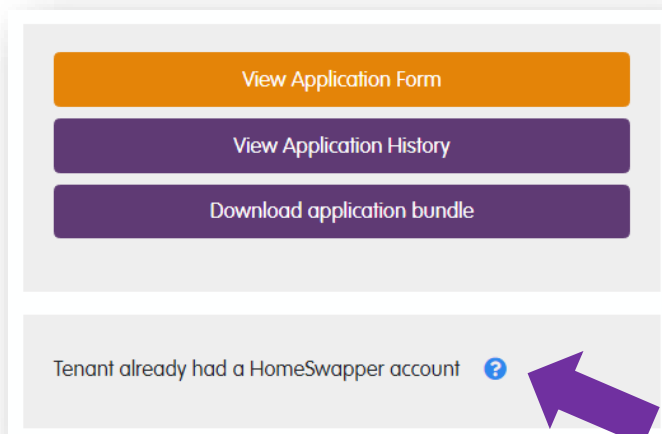 View Application Form
View Application History
Download application bundle
Tenant already had a HomeSwapper account ?